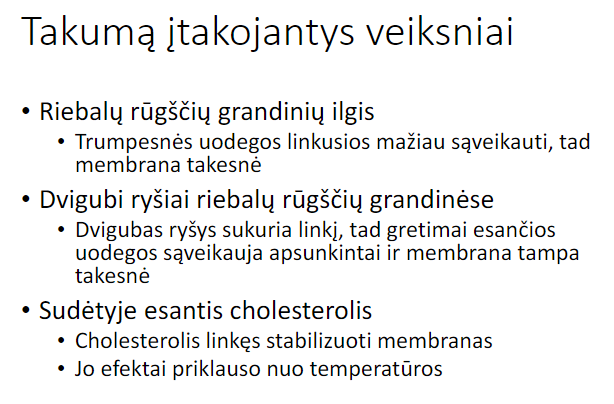 Takumą įtakojantys veiksniai
• Riebalų rūgščių grandinių ilgis
• Trumpesnės uodegos linkusios mažiau sąveikauti, tad
membrana takesnė
• Dvigubi ryšiai riebalų rūgščių grandinėse
• Dvigubas ryšys sukuria linkį, tad gretimai esančios
uodegos sąveikauja apsunkintai ir membrana tampa
takesnė
• Sudėtyje esantis cholesterolis
• Cholesterolis linkęs stabilizuoti membranas
• Jo efektai priklauso nuo temperatūros